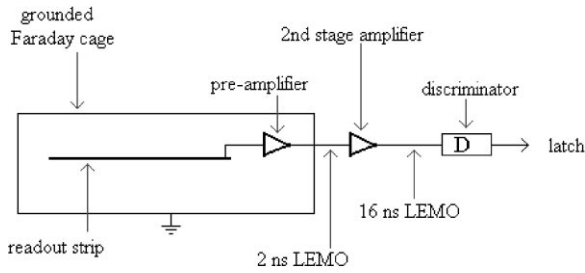 grounded
Faraday cage
2nd stage amplifier
pre-amplifier
discriminator
D
latch
16 ns LEMO
readout strip
2 ns LEMO